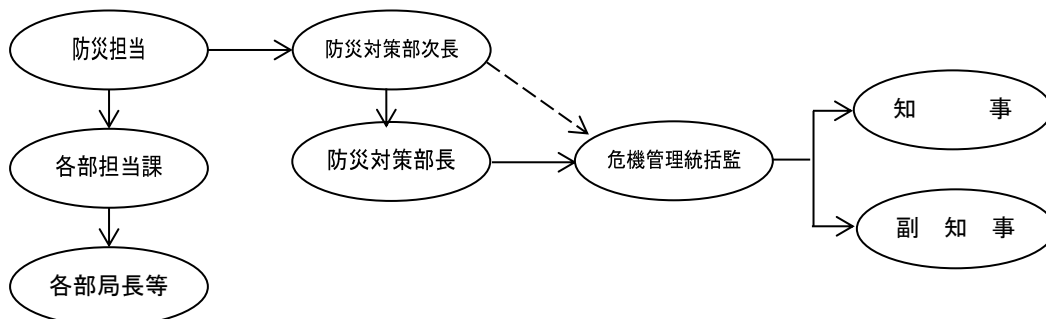 防災担当
防災対策部次長
知　　事
各部担当課
防災対策部長
危機管理統括監
副　知　事
各部局長等